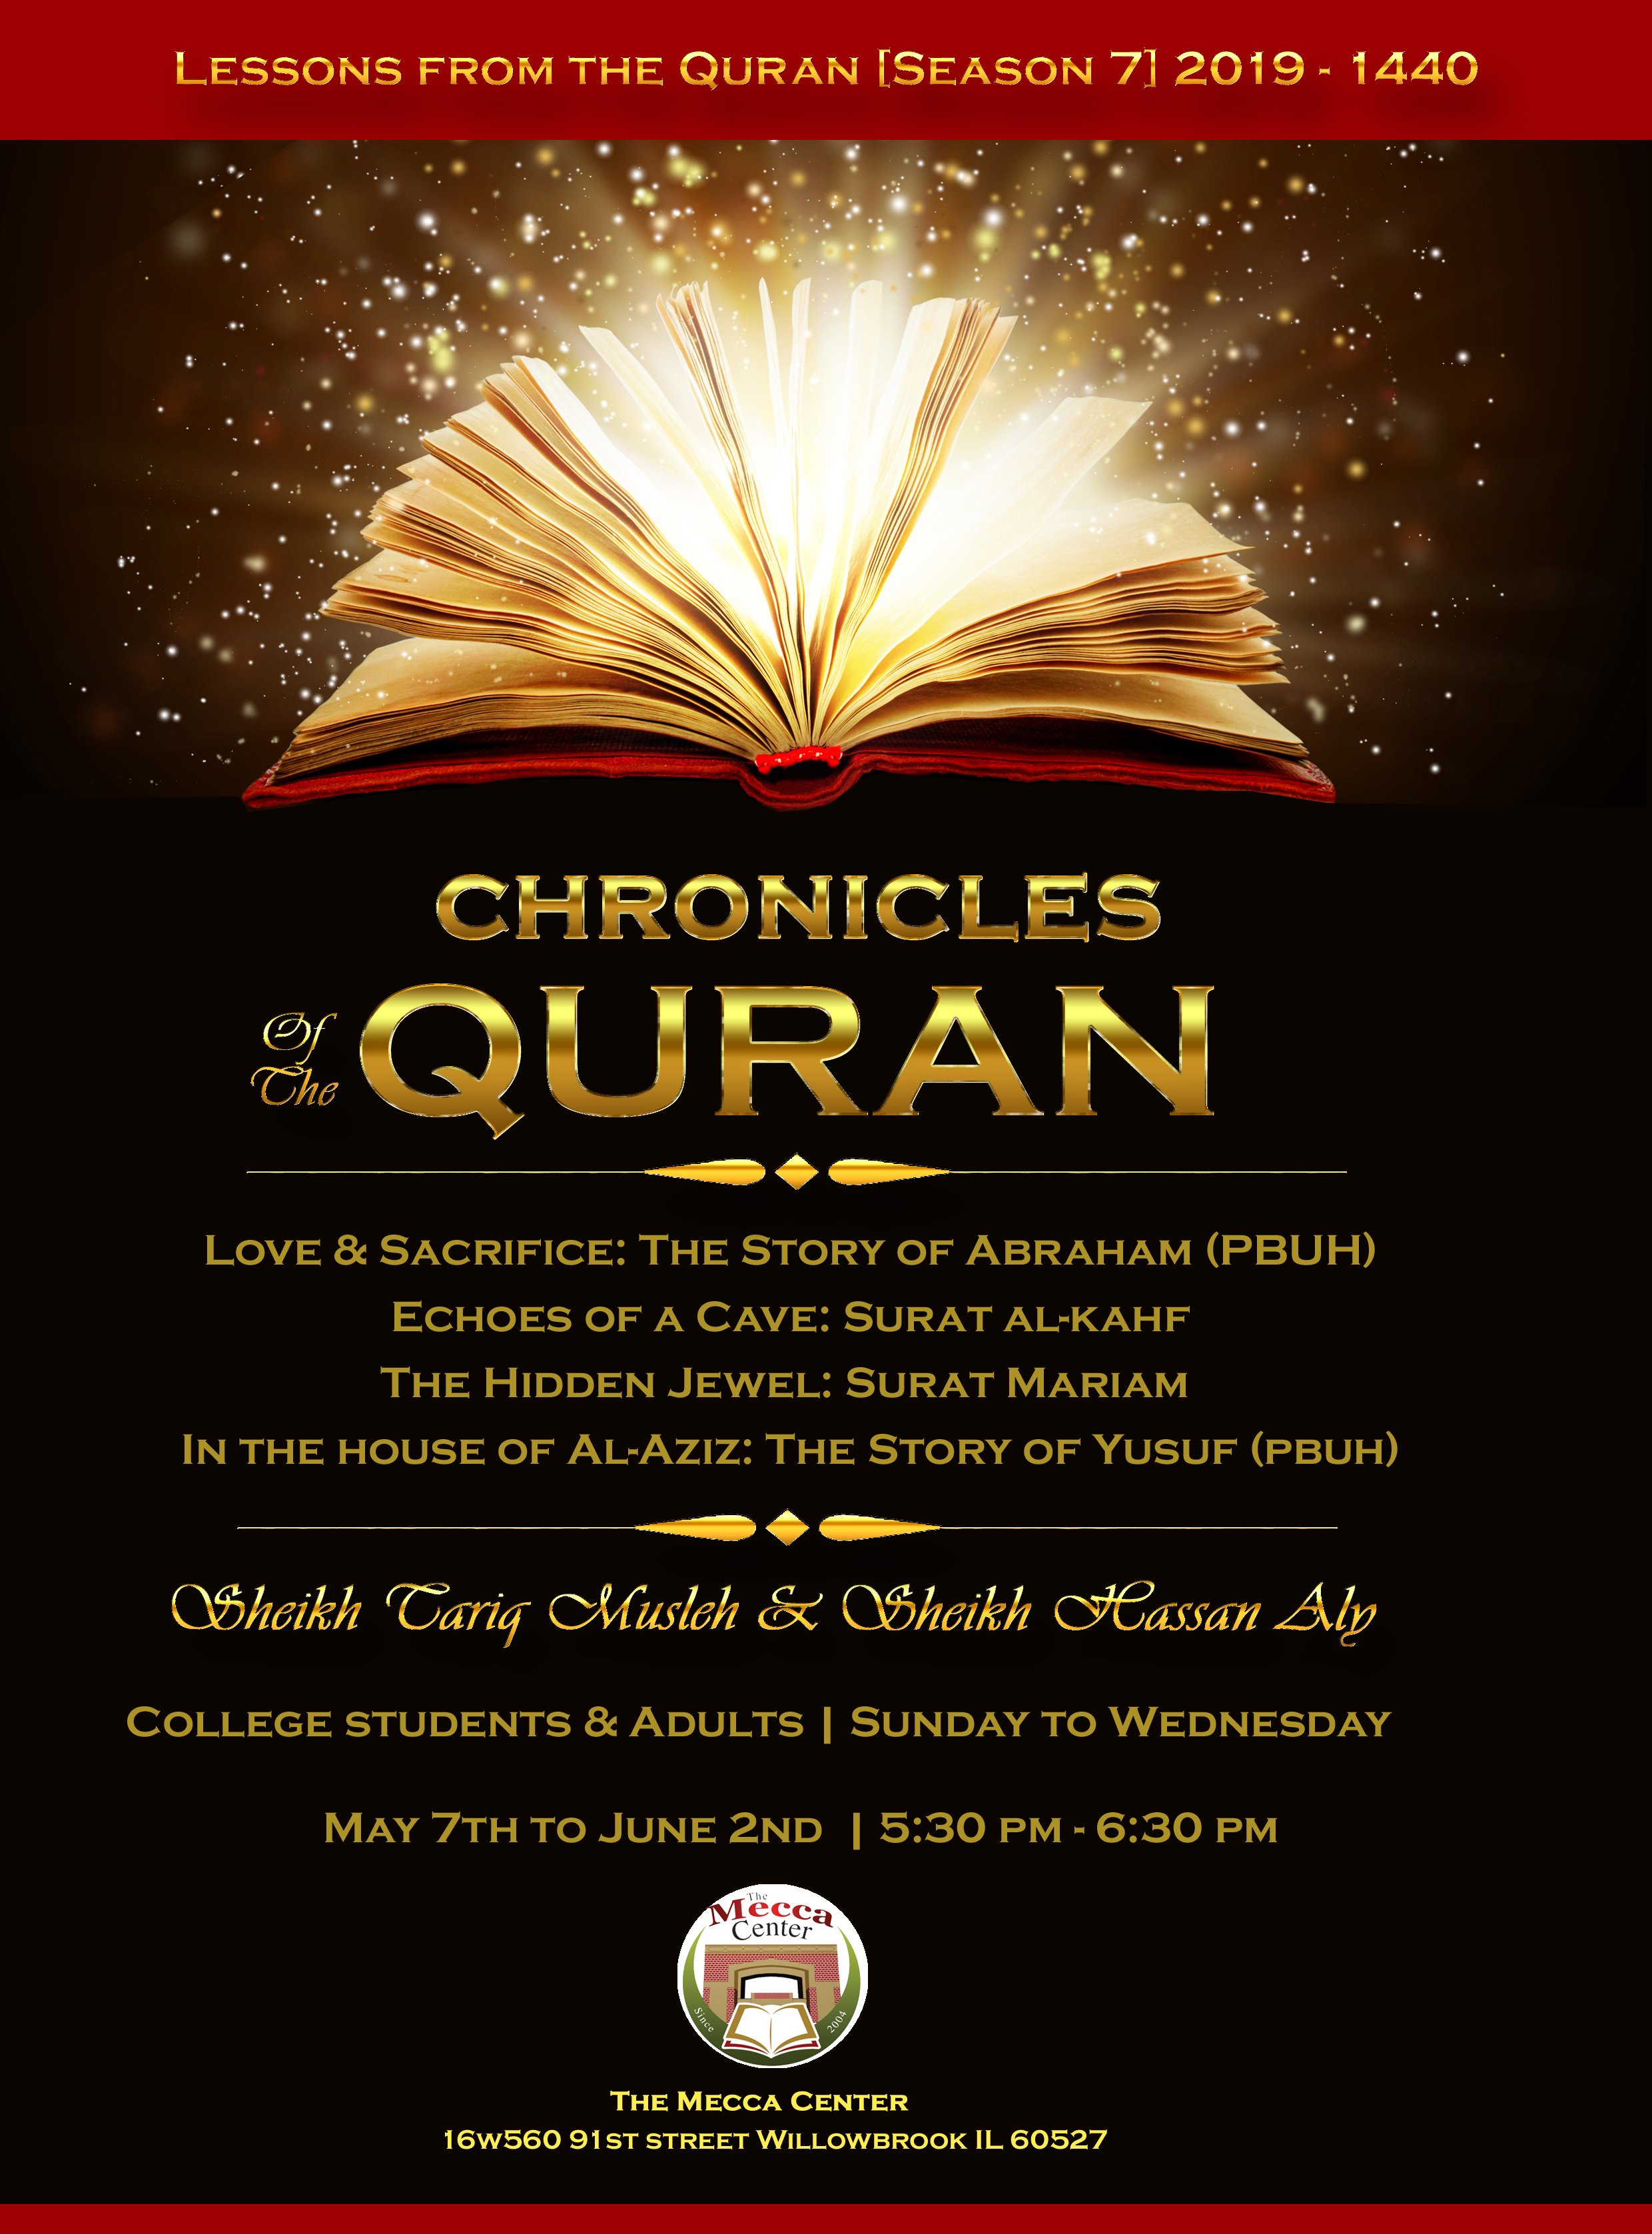 Lessons from the Quran [Season 7] 2019 - 1440
CHRONICLES
Of The QURAN
Love & Sacrifice: The Story of Abraham (PBUH)
Echoes of a Cave: Surat al-kahf
The Hidden Jewel: Surat Mariam
In the house of Al-Aziz: The Story of Yusuf (pbuh)
Sheikh Tariq Musleh & Sheikh Hassan Aly
College students & Adults | Sunday to Wednesday
May 7th to June 2nd | 5:30 pm - 6:30 pm
The
Mecca
Center
Since 2004
The Mecca Center
16w560 91st street Willowbrook IL 60527